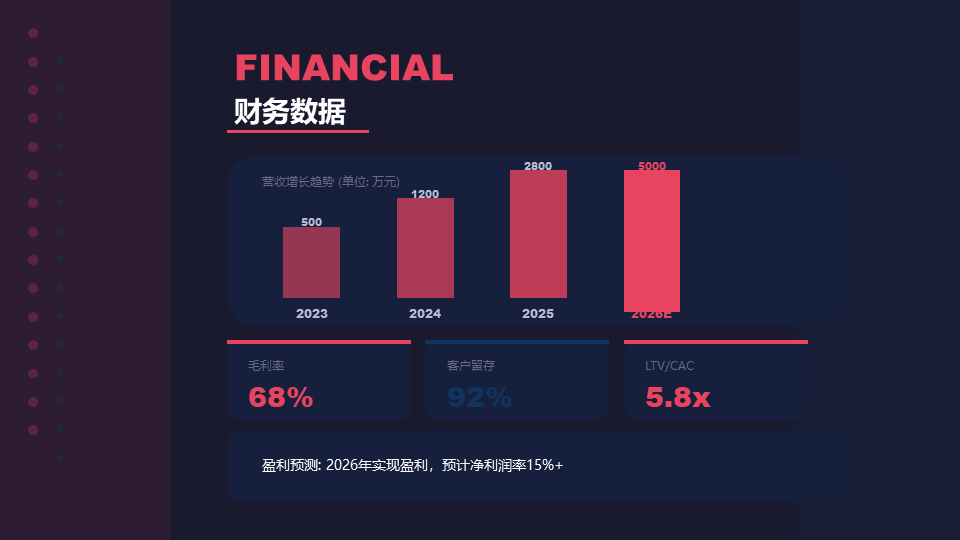 FINANCIAL
财务数据
营收增长趋势 (单位: 万元)
500
1200
2800
5000
2023
2024
2025
2026E
毛利率
68%
客户留存
92%
LTV/CAC
5.8x
盈利预测: 2026年实现盈利，预计净利润率15%+